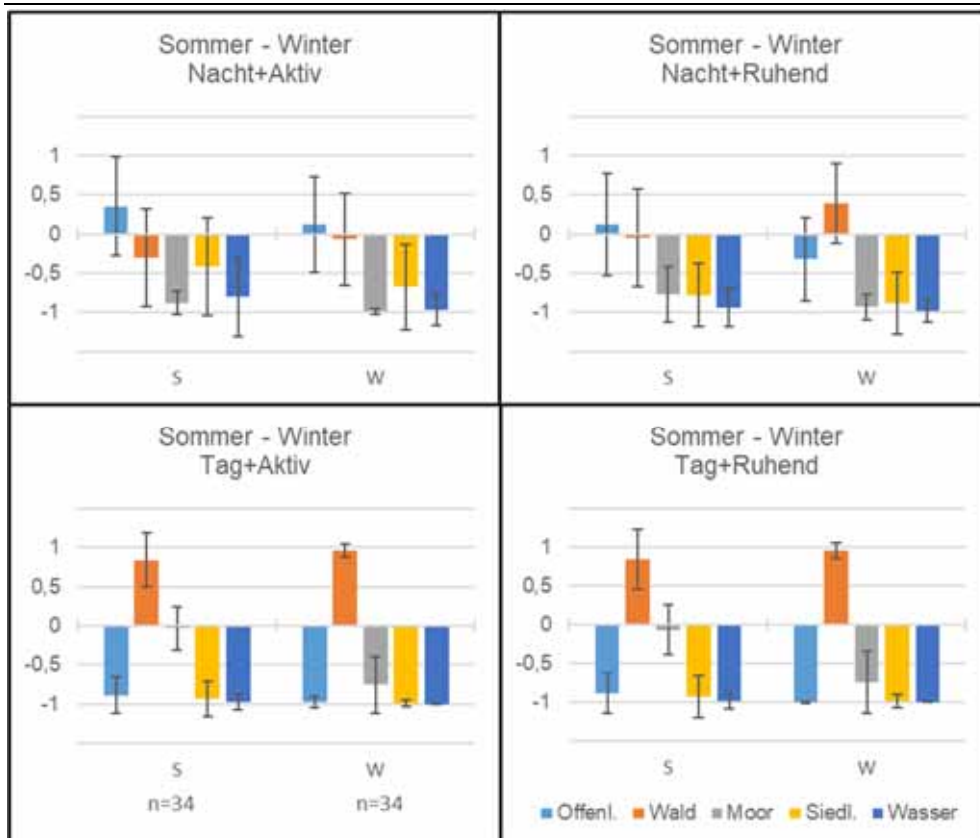 Sommer - Winter
Nacht+Aktiv
1
0,5
0
-0,5
-1
S
W
Sommer - Winter
Nacht+Ruhend
1
0,5
0
-0,5
-1
S
W
Sommer - Winter
Tag+Aktiv
1
0,5
0
-0,5
-1
S
W
n=34
n=34
Sommer - Winter
Tag+Ruhend
1
0,5
0
-0,5
-1
S
W
Offenl. Wald Moor Siedl. Wasser